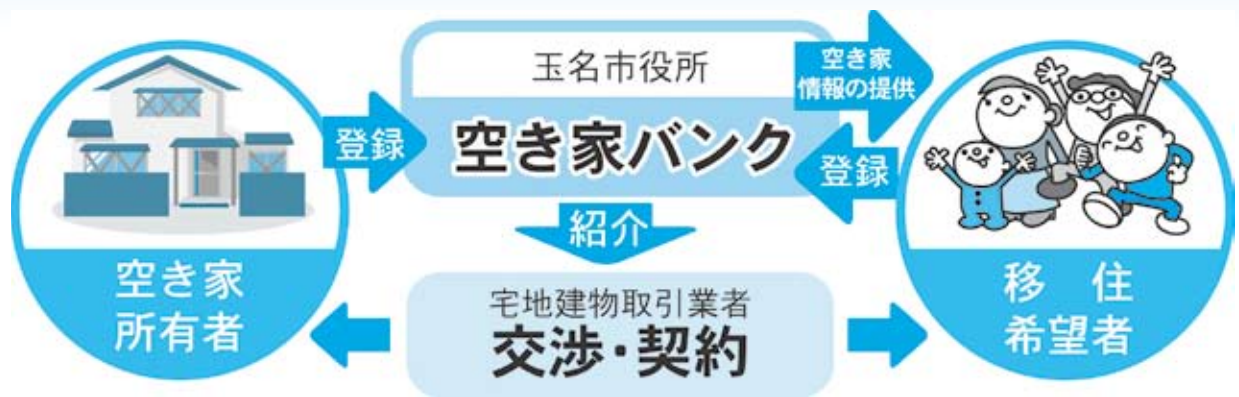 玉名市役所
空き家バンク
空き家
情報の提供
登録
登録
紹介
空き家
所有者
宅地建物取引業者
交渉・契約
移 住
希望者